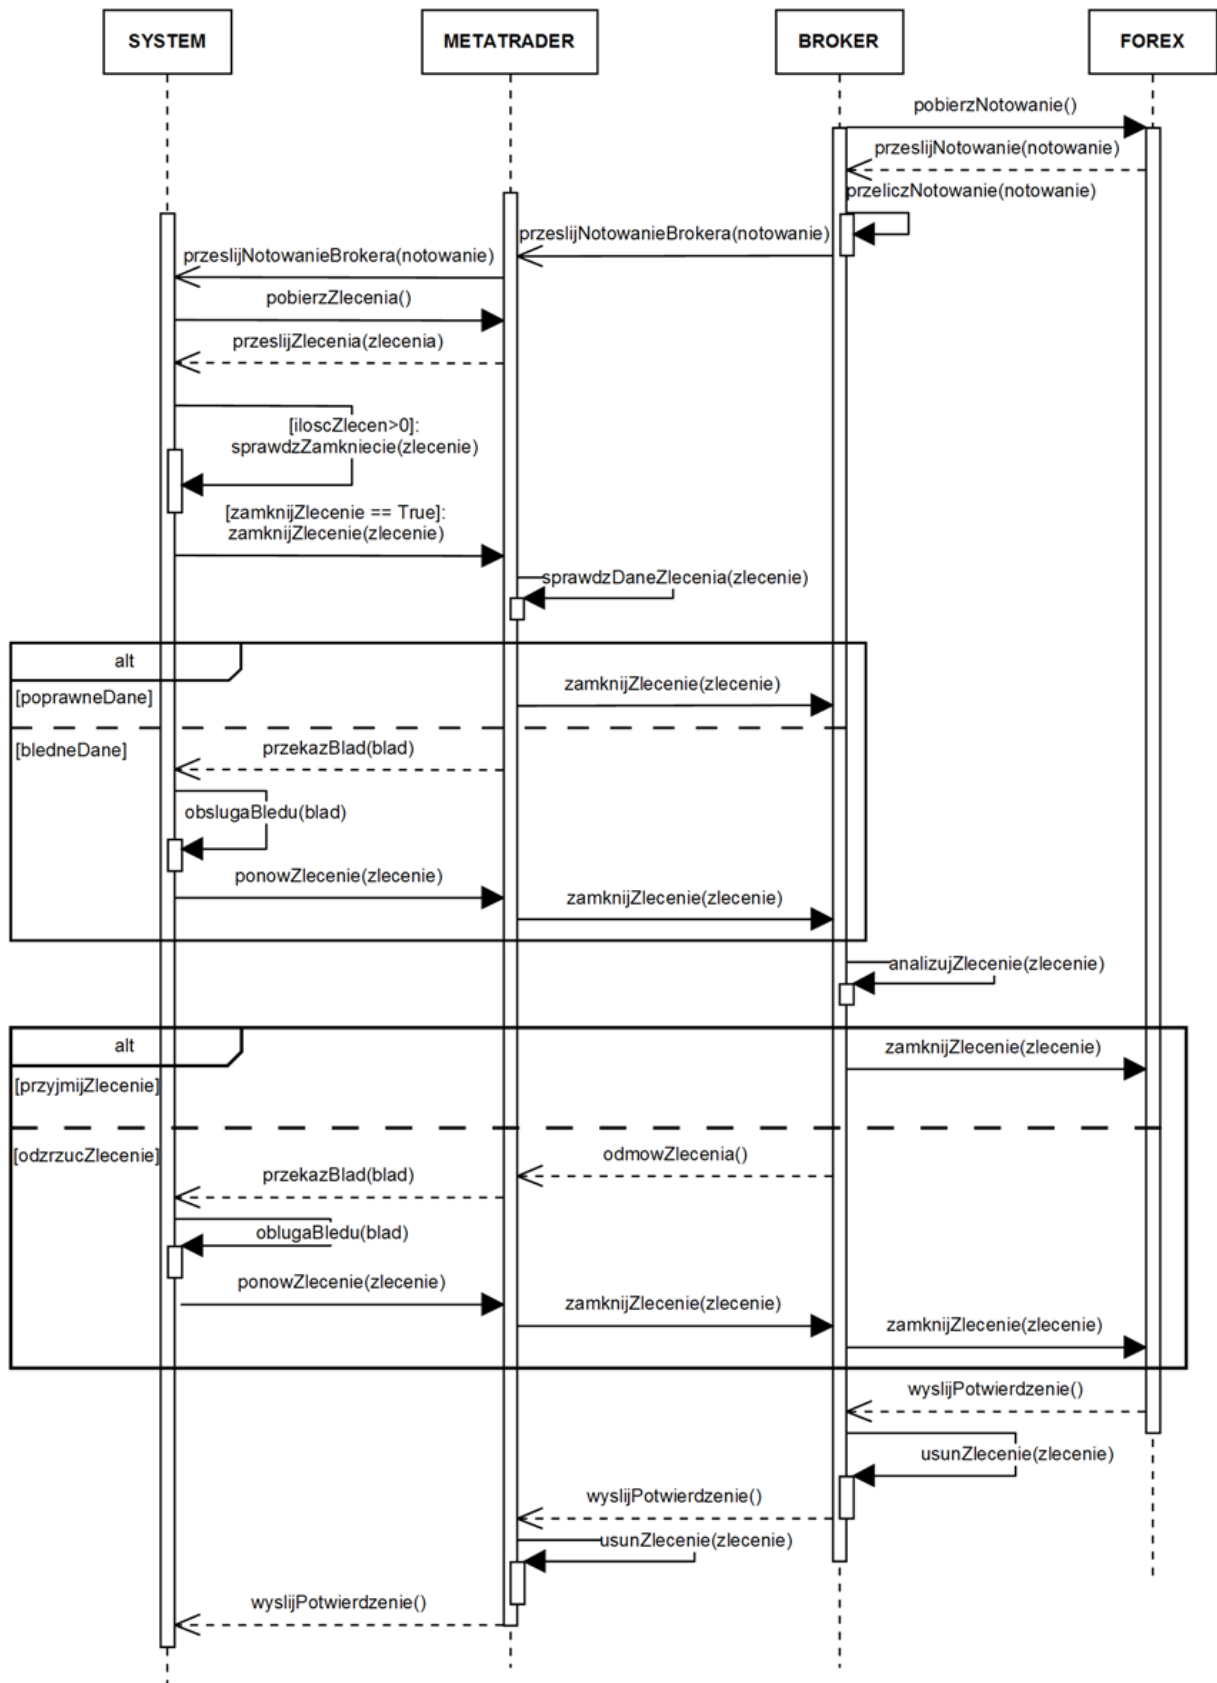 SYSTEM
METATRADER
BROKER
FOREX
pobierzNotowanie()
przeslijNotowanie(notowanie)
przeliczNotowanie(notowanie)
przeslijNotowanieBrokera(notowanie)
przeslijNotowanieBrokera(notowanie)
pobierzZlecenia()
przeslijZlecenia(zlecenia)
[iloscZlecen>0]:
sprawdzZamkniecie(zlecenie)
[zamknijZlecenie == True]:
zamknijZlecenie(zlecenie)
sprawdzDaneZlecenia(zlecenie)
alt
[poprawneDane]
zamknijZlecenie(zlecenie)
[bledneDane]
przekazBlad(blad)
obslugaBledu(blad)
ponowZlecenie(zlecenie)
zamknijZlecenie(zlecenie)
analizujZlecenie(zlecenie)
alt
zamknijZlecenie(zlecenie)
[przyjmijZlecenie]
[odzrzucZlecenie]
odmowZlecenia()
przekazBlad(blad)
oblugaBledu(blad)
ponowZlecenie(zlecenie)
zamknijZlecenie(zlecenie)
zamknijZlecenie(zlecenie)
wyslijPotwierdzenie()
usunZlecenie(zlecenie)
wyslijPotwierdzenie()
usunZlecenie(zlecenie)
wyslijPotwierdzenie()